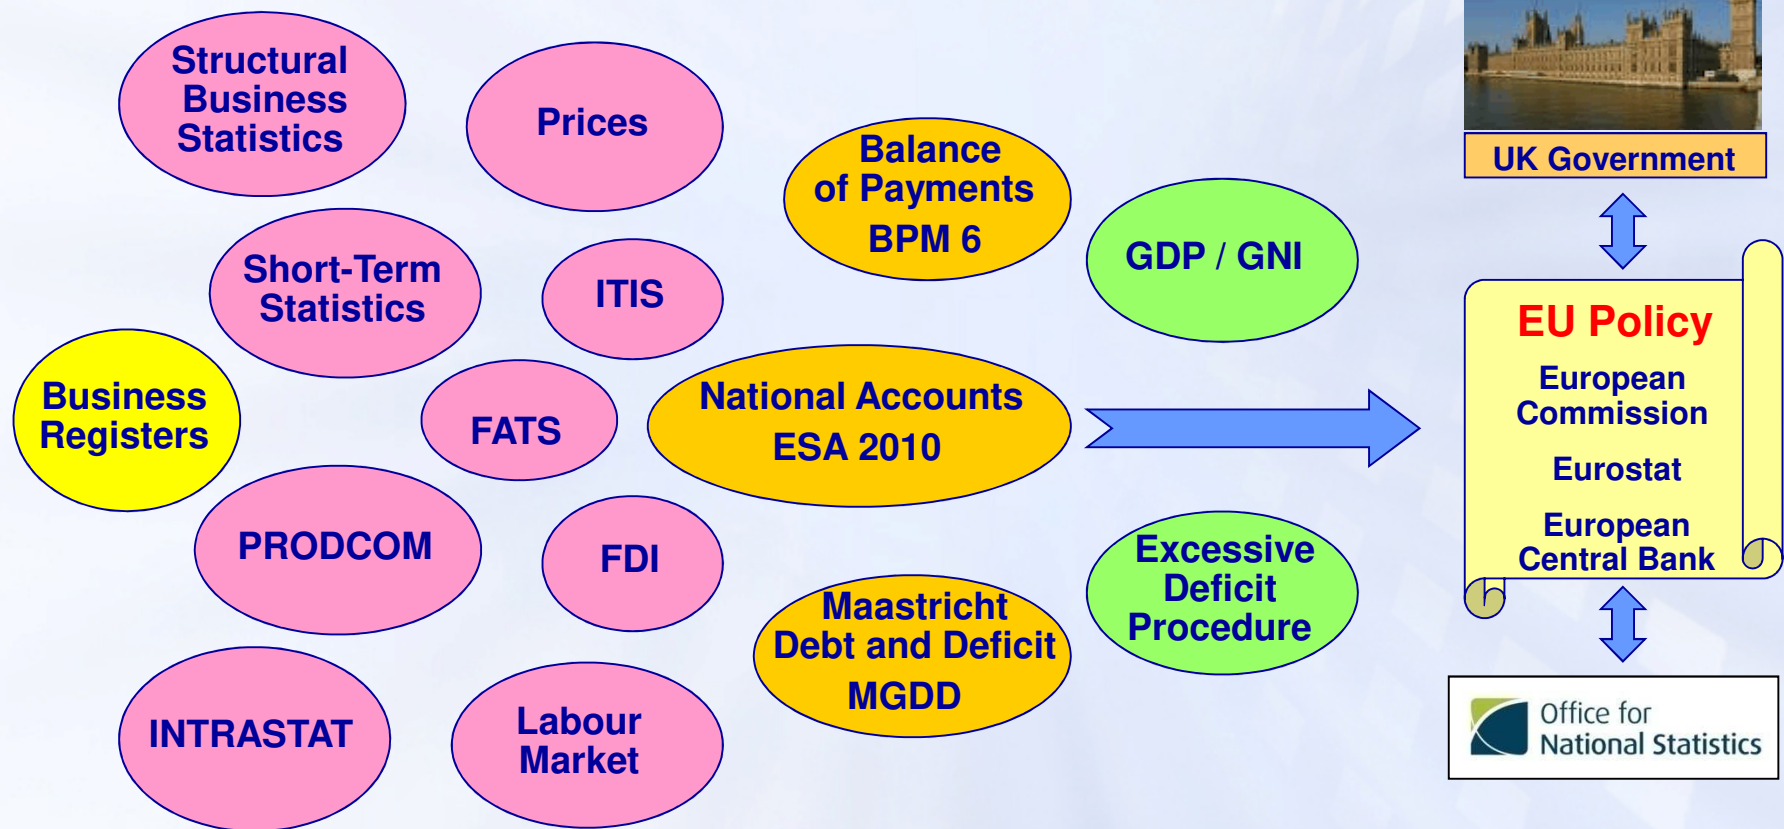 Structural
Business
Statistics
Prices
Balance
of Payments
BPM 6
UK Government
Short-Term
Statistics
ITIS
GDP / GNI
EU Policy
European
Commission
Eurostat
European
Central Bank
Business
Registers
FATS
National Accounts
ESA 2010
PRODCOM
FDI
Excessive
Deficit
Procedure
Maastricht
Debt and Deficit
MGDD
INTRASTAT
Labour
Market
Office for
National Statistics